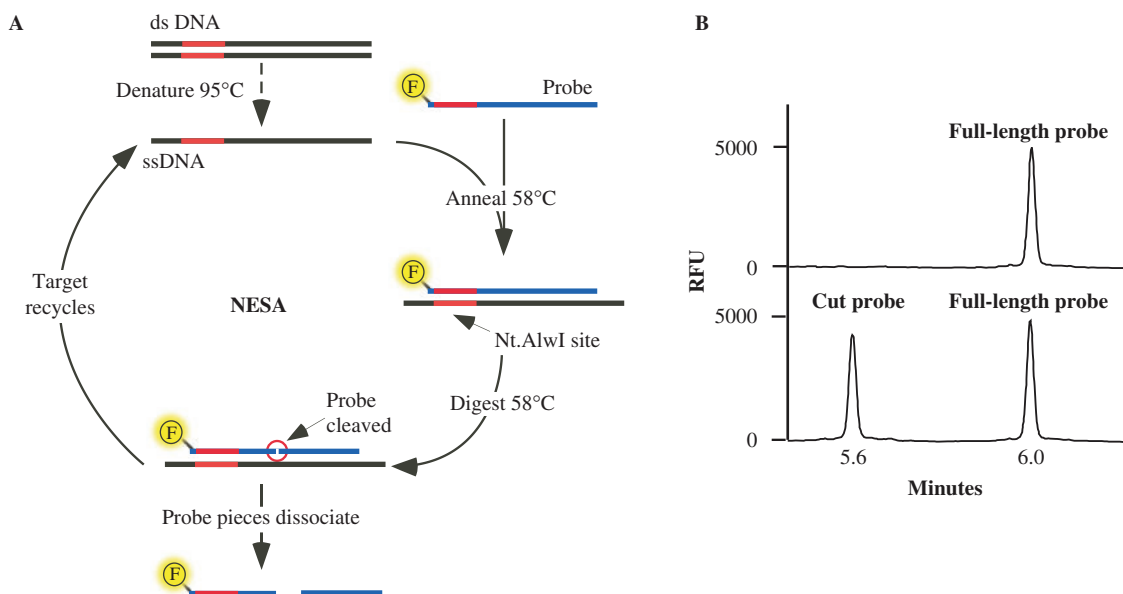 A
ds DNA
Denature 95°C
F
Probe
ssDNA
Anneal 58°C
F
Target
recycles
NESA
Nt.AlwI site
Probe
cleaved
Digest 58°C
F
Probe pieces dissociate
F
B
Full-length probe
5000
0
RFU
Cut probe
Full-length probe
5000
0
5.6
6.0
Minutes